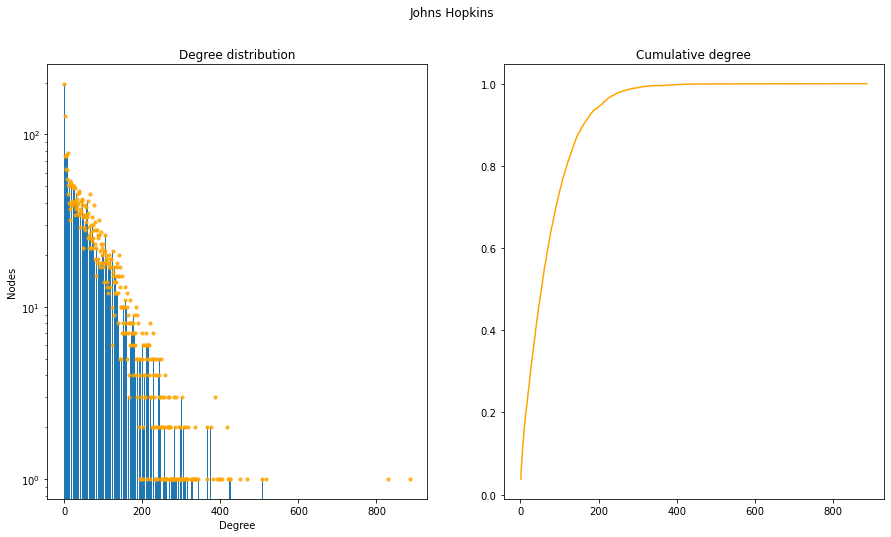 Johns Hopkins
Degree distribution
Nodes
10²
10¹
10⁰
0 200 400 600 800
Degree
Cumulative degree
1.0
0.8
0.6
0.4
0.2
0.0
0 200 400 600 800